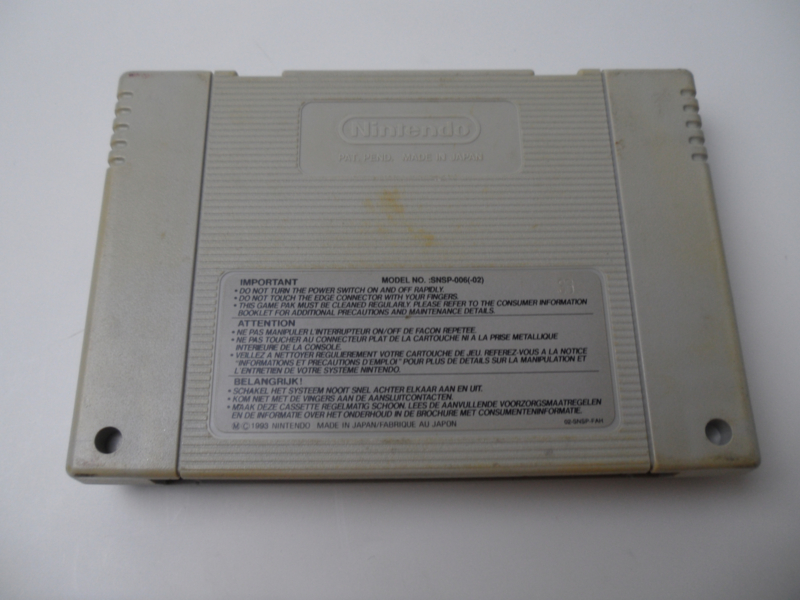 Nintendo
PAT. PEND. MADE IN JAPAN
IMPORTANT MODEL NO. :SNSP-006(-02)
• DO NOT TURN THE POWER SWITCH ON AND OFF RAPIDLY.
• DO NOT TOUCH THE EDGE CONNECTOR WITH YOUR FINGERS.
• THIS GAME PAK MUST BE CLEANED REGULARLY. PLEASE REFER TO THE CONSUMER INFORMATION
BOOKLET FOR ADDITIONAL PRECAUTIONS AND MAINTENANCE DETAILS.
ATTENTION
• NE PAS MANIPULER L'INTERRUPTEUR ON/OFF DE FACON REPETEE.
• NE PAS TOUCHER AU CONNECTEUR PLAT DE LA CARTOUCHE NI A LA PRISE METALLIQUE
INTERIEURE DE LA CONSOLE.
• VEILLEZ A NETTOYER REGULIEREMENT VOTRE CARTOUCHE DE JEU. REFEREZ-VOUS A LA NOTICE
"INFORMATIONS ET PRECAUTIONS D'EMPLOI" POUR PLUS DE DETAILS SUR LA MANIPULATION ET
L'ENTRETIEN DE VOTRE SYSTÈME NINTENDO.
BELANGRIJK!
• SCHAKEL HET SYSTEEM NOOIT SNEL ACHTER ELKAAR AAN EN UIT.
• KOM NIET MET DE VINGERS AAN DE AANSLUITCONTACTEN.
• MAAK DEZE CASSETTE REGELMATIG SCHOON. LEES DE AANVULLENDE VOORZORGSMAATREGELEN
EN DE INFORMATIE OVER HET ONDERHOUD IN DE BROCHURE MET CONSUMENTENINFORMATIE.
Ⓜ © 1993 NINTENDO MADE IN JAPAN/FABRIQUE AU JAPON